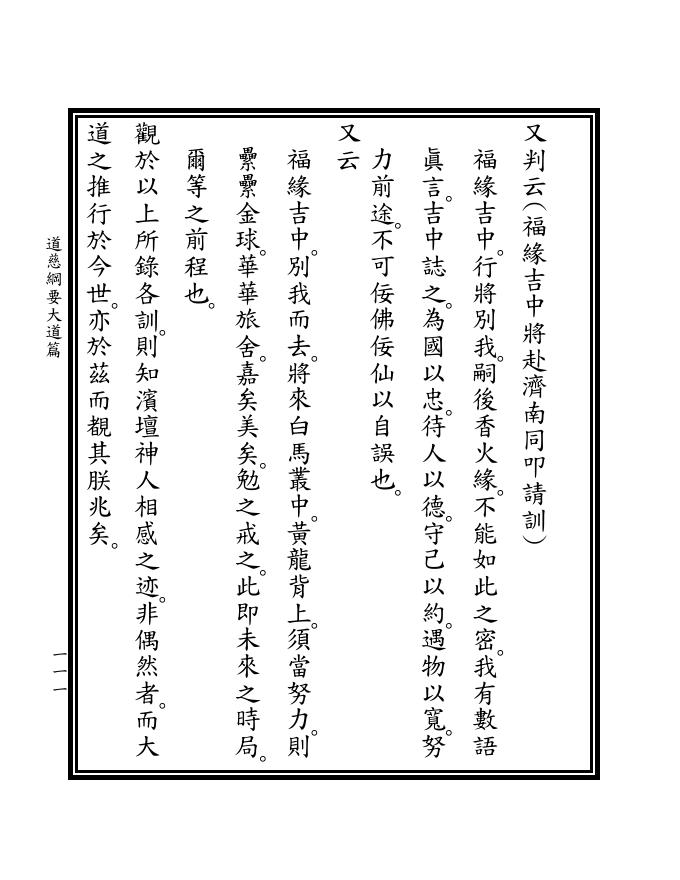 又判云(福緣吉中將赴濟南同叩請訓)
福緣吉中。行將別我。嗣後香火緣。不能如此之密。我有數語
眞言。吉中誌之。為國以忠。待人以德。守己以約。遇物以寬。努
力前途。不可佞佛佞仙以自誤也。
又云
福緣吉中。別我而去。將來白馬叢中。黃龍背上。須當努力。則
纍纍金球。華華旅舍。嘉矣美矣。勉之戒之。此即未來之時局。
爾等之前程也。
觀於以上所錄各訓。則知濱壇神人相感之迹。非偶然者。而大
道之推行於今世。亦於茲而覩其朕兆矣。
道慈綱要大道篇
一一一